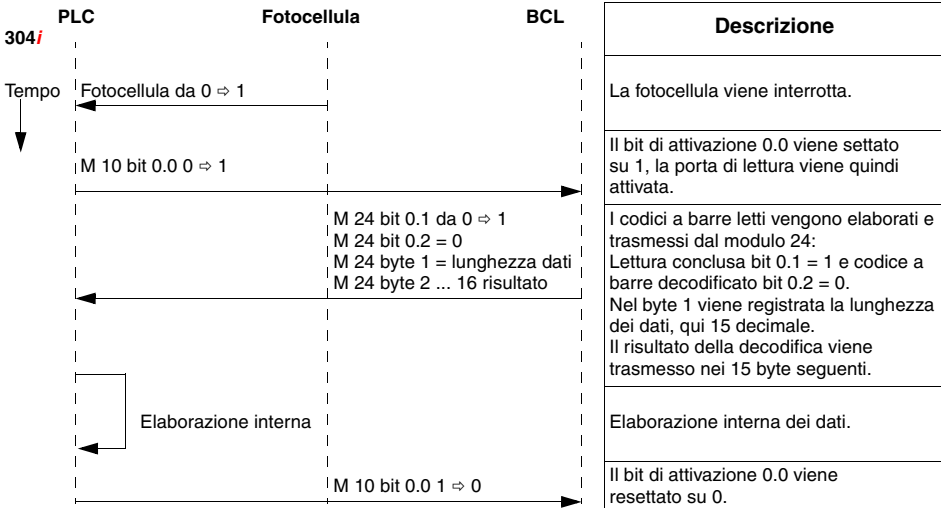 PLC Fotocellula BCL Descrizione
304i
Tempo Fotocellula da 0 ⇨ 1
La fotocellula viene interrotta.
M 10 bit 0.0 0 ⇨ 1
Il bit di attivazione 0.0 viene settato
su 1, la porta di lettura viene quindi
attivata.
M 24 bit 0.1 da 0 ⇨ 1
M 24 bit 0.2 = 0
M 24 byte 1 = lunghezza dati
M 24 byte 2 ... 16 risultato
I codici a barre letti vengono elaborati e
trasmessi dal modulo 24:
Lettura conclusa bit 0.1 = 1 e codice a
barre decodificato bit 0.2 = 0.
Nel byte 1 viene registrata la lunghezza
dei dati, qui 15 decimale.
Il risultato della decodifica viene
trasmesso nei 15 byte seguenti.
Elaborazione interna
Elaborazione interna dei dati.
M 10 bit 0.0 1 ⇨ 0
Il bit di attivazione 0.0 viene
resettato su 0.